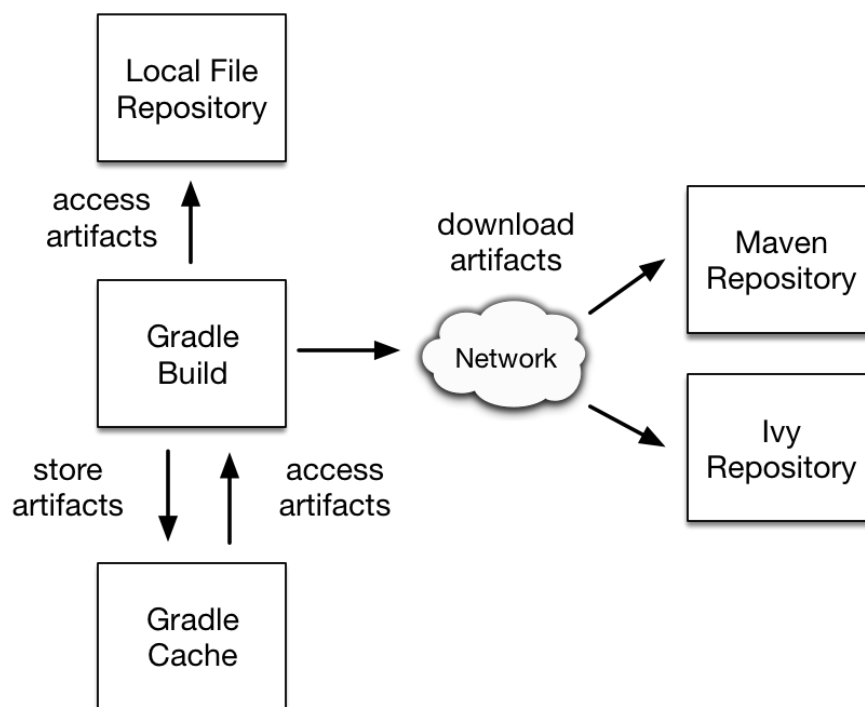 Local File
Repository
access
artifacts
download
artifacts
Maven
Repository
Gradle
Build
Network
Ivy
Repository
store
artifacts
access
artifacts
Gradle
Cache